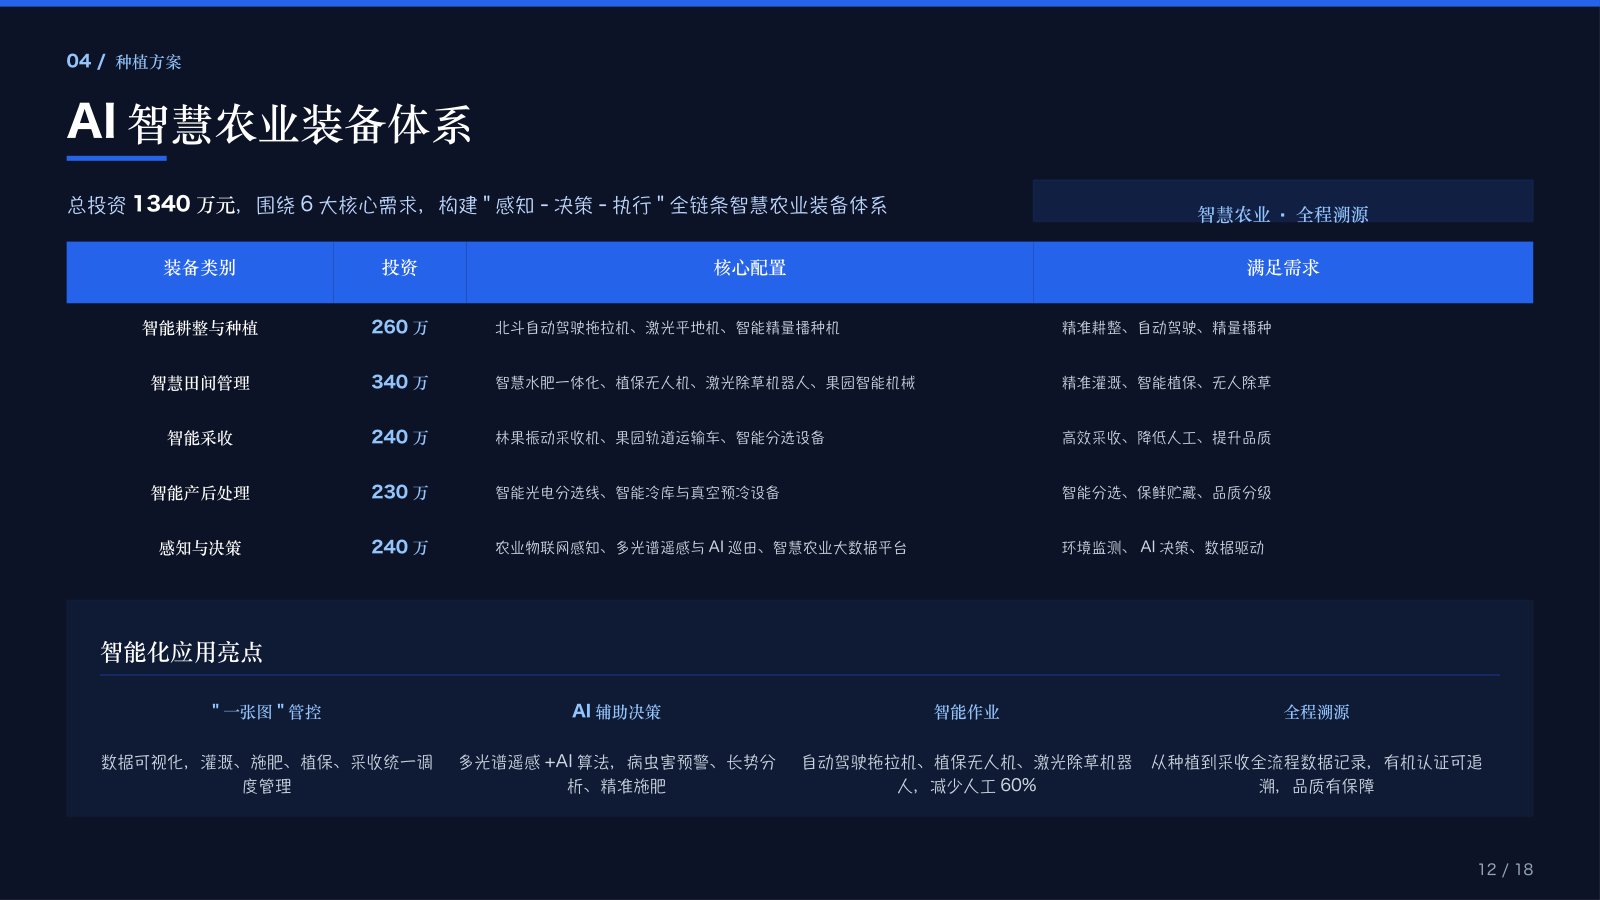 04 / 种植方案
AI 智慧农业装备体系
总投资 1340 万元，围绕 6 大核心需求，构建 " 感知 - 决策 - 执行 " 全链条智慧农业装备体系
智慧农业 · 全程溯源
装备类别 投资 核心配置 满足需求
智能耕整与种植 260 万 北斗自动驾驶拖拉机、激光平地机、智能精量播种机 精准耕整、自动驾驶、精量播种
智慧田间管理 340 万 智慧水肥一体化、植保无人机、激光除草机器人、果园智能机械 精准灌溉、智能植保、无人除草
智能采收 240 万 林果振动采收机、果园轨道运输车、智能分选设备 高效采收、降低人工、提升品质
智能产后处理 230 万 智能光电分选线、智能冷库与真空预冷设备 智能分选、保鲜贮藏、品质分级
感知与决策 240 万 农业物联网感知、多光谱遥感与 AI 巡田、智慧农业大数据平台 环境监测、 AI 决策、数据驱动
智能化应用亮点
" 一张图 " 管控
数据可视化，灌溉、施肥、植保、采收统一调
度管理
AI 辅助决策
多光谱遥感 +AI 算法，病虫害预警、长势分
析、精准施肥
智能作业
自动驾驶拖拉机、植保无人机、激光除草机器
人，减少人工 60%
全程溯源
从种植到采收全流程数据记录，有机认证可追
溯，品质有保障
12 / 18